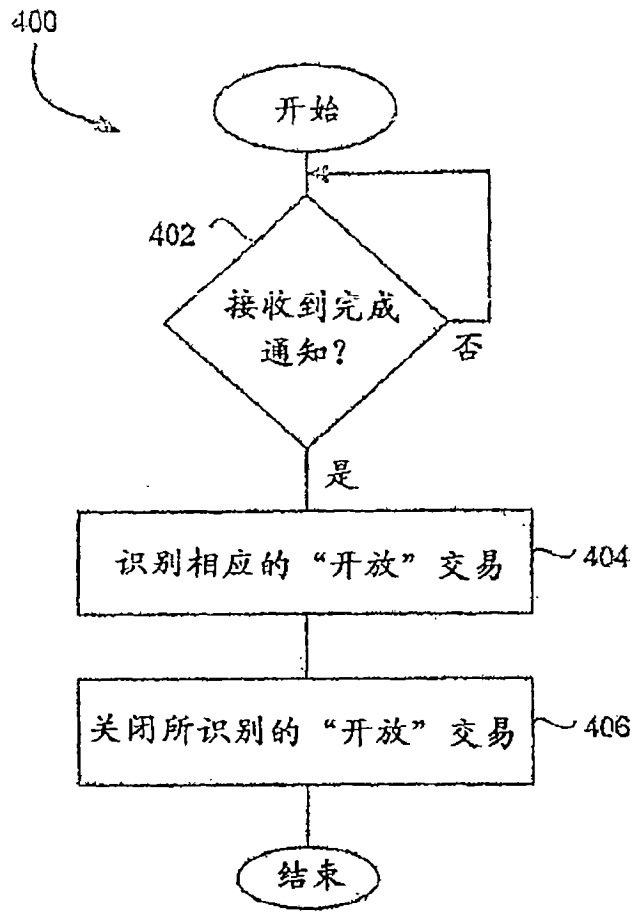 400
开始
402
接收到完成
通知?
否
是
识别相应的“开放”交易
404
关闭所识别的“开放”交易
406
结束